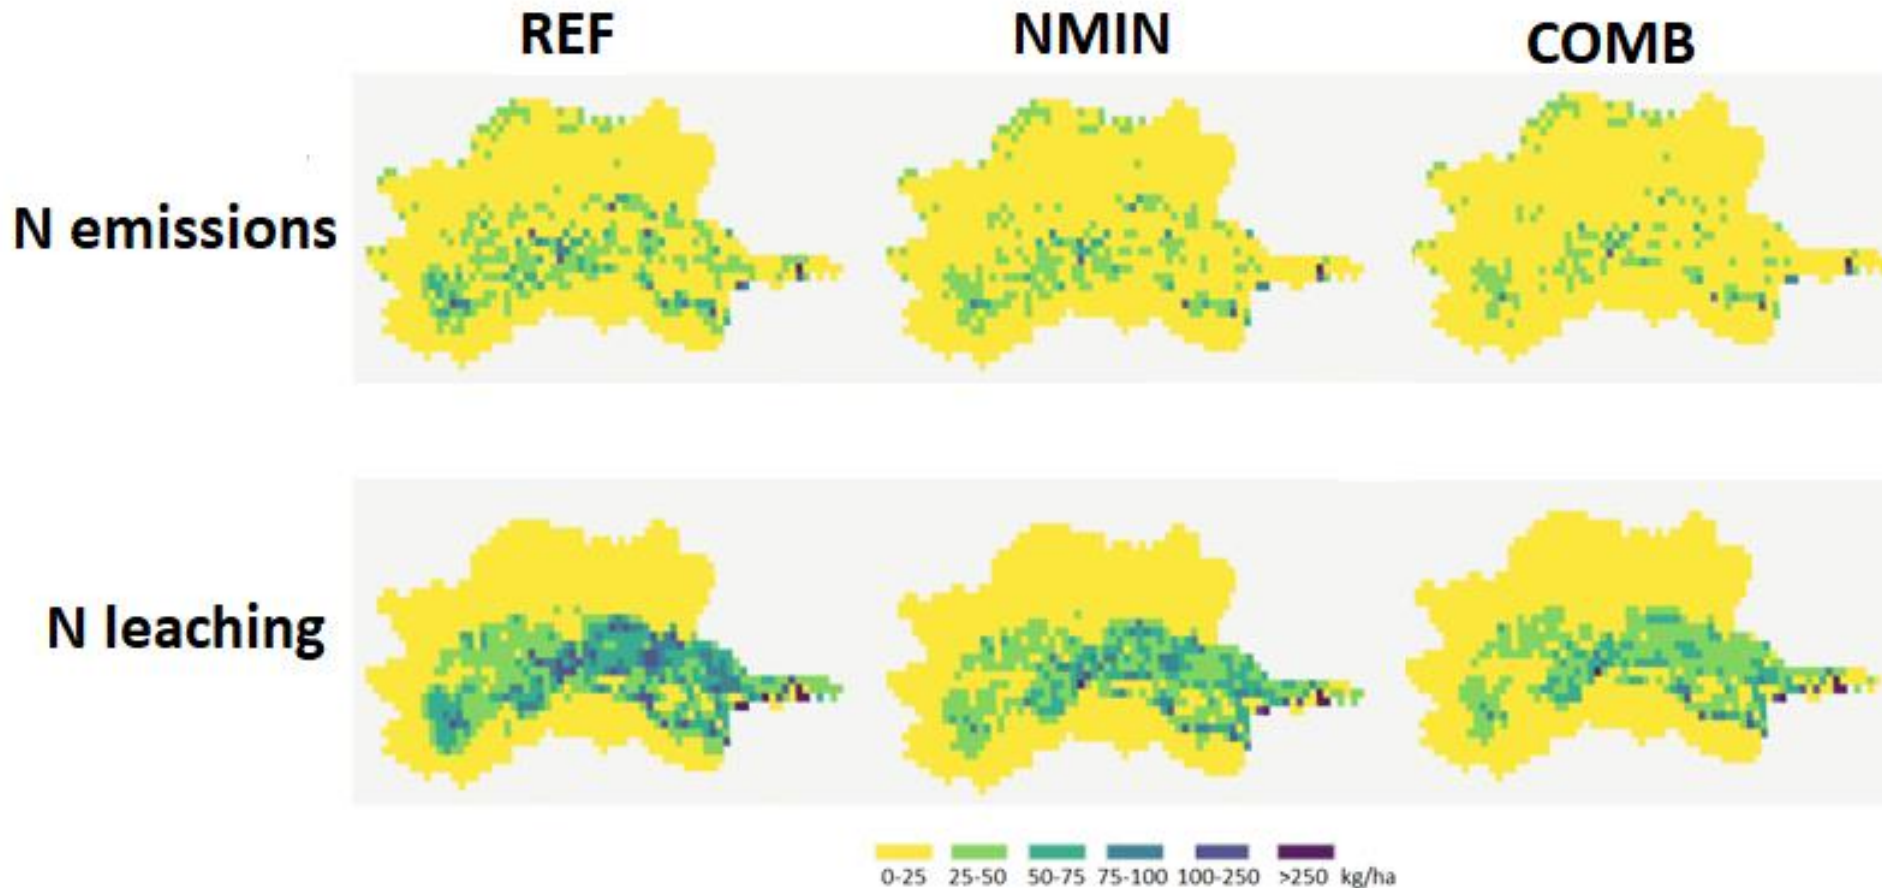 REF NMIN COMB
N emissions
N leaching
0-25 25-50 50-75 75-100 100-250 >250 kg/ha